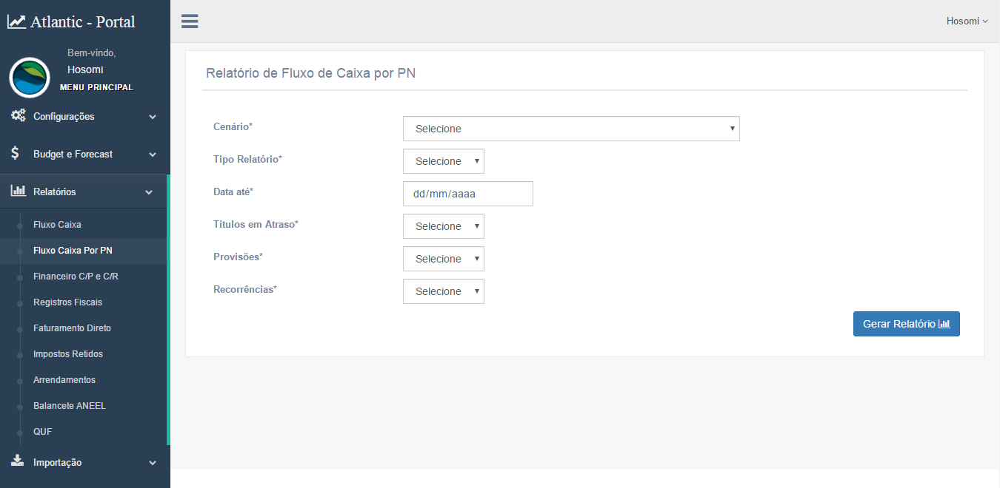 Atlantic - Portal
Hosomi
Bem-vindo,
Hosomi
MENU PRINCIPAL
Configurações
Budget e Forecast
Relatórios
Fluxo Caixa
Fluxo Caixa Por PN
Financeiro C/P e C/R
Registros Fiscais
Faturamento Direto
Impostos Retidos
Arrendamentos
Balancete ANEEL
QUF
Importação
Relatório de Fluxo de Caixa por PN
Cenário* Selecione
Tipo Relatório* Selecione
Data até* dd/mm/aaaa
Títulos em Atraso* Selecione
Provisões* Selecione
Recorrências* Selecione
Gerar Relatório